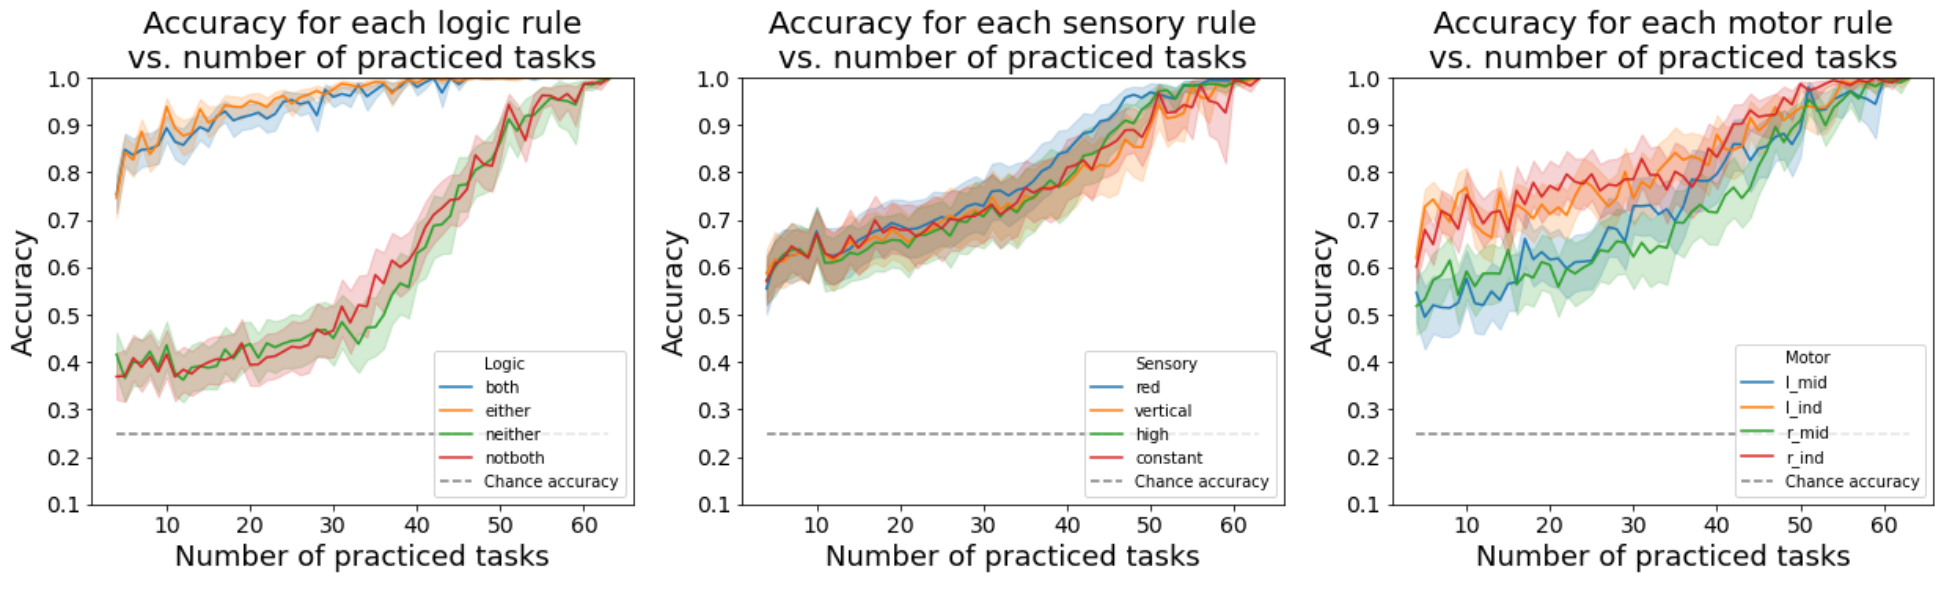 Accuracy for each logic rule
vs. number of practiced tasks
1.0
0.9
0.8
0.7
0.6
0.5
0.4
0.3
0.2
0.1
Accuracy
Logic
both
either
neither
notboth
Chance accuracy
10 20 30 40 50 60
Number of practiced tasks
Accuracy for each sensory rule
vs. number of practiced tasks
1.0
0.9
0.8
0.7
0.6
0.5
0.4
0.3
0.2
0.1
Accuracy
Sensory
red
vertical
high
constant
Chance accuracy
10 20 30 40 50 60
Number of practiced tasks
Accuracy for each motor rule
vs. number of practiced tasks
1.0
0.9
0.8
0.7
0.6
0.5
0.4
0.3
0.2
0.1
Accuracy
Motor
l_mid
l_ind
r_mid
r_ind
Chance accuracy
10 20 30 40 50 60
Number of practiced tasks